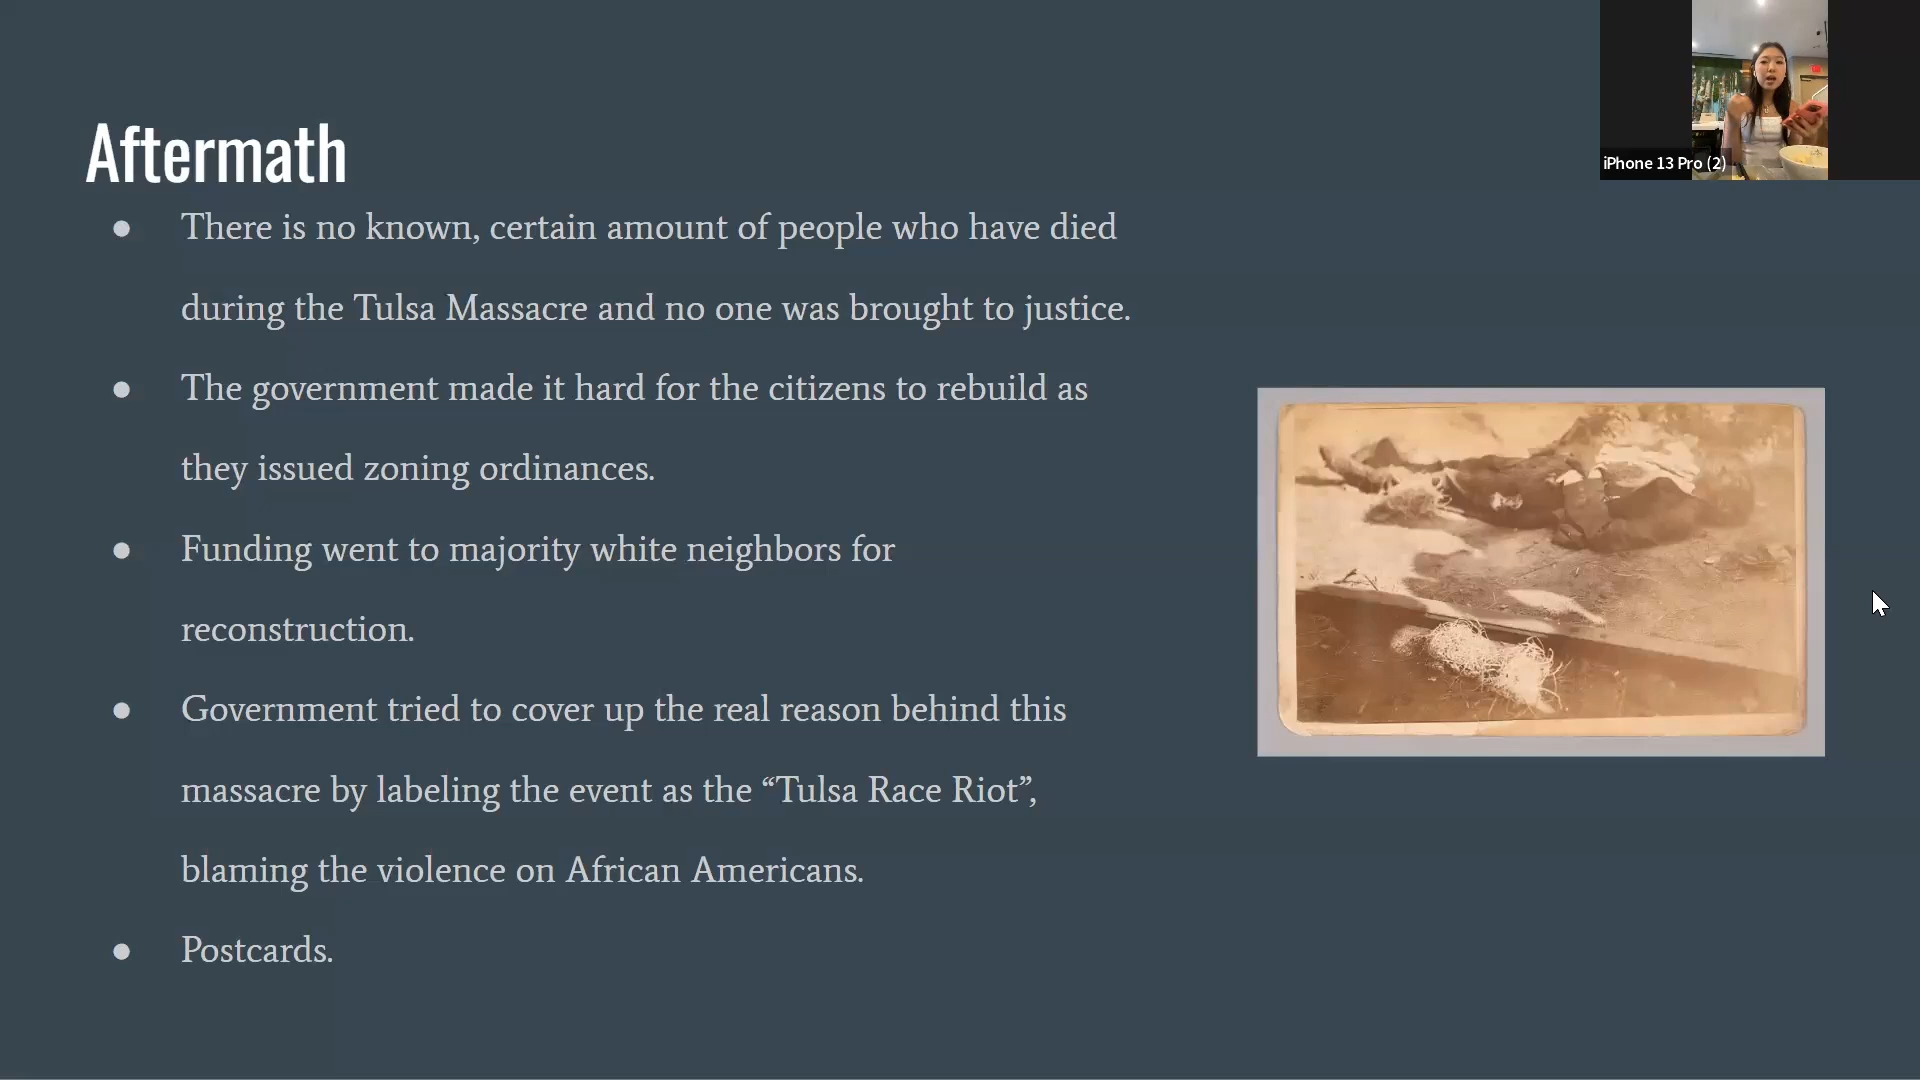 Aftermath
● There is no known, certain amount of people who have died
during the Tulsa Massacre and no one was brought to justice.
● The government made it hard for the citizens to rebuild as
they issued zoning ordinances.
● Funding went to majority white neighbors for
reconstruction.
● Government tried to cover up the real reason behind this
massacre by labeling the event as the “Tulsa Race Riot”,
blaming the violence on African Americans.
● Postcards.
iPhone 13 Pro (2)